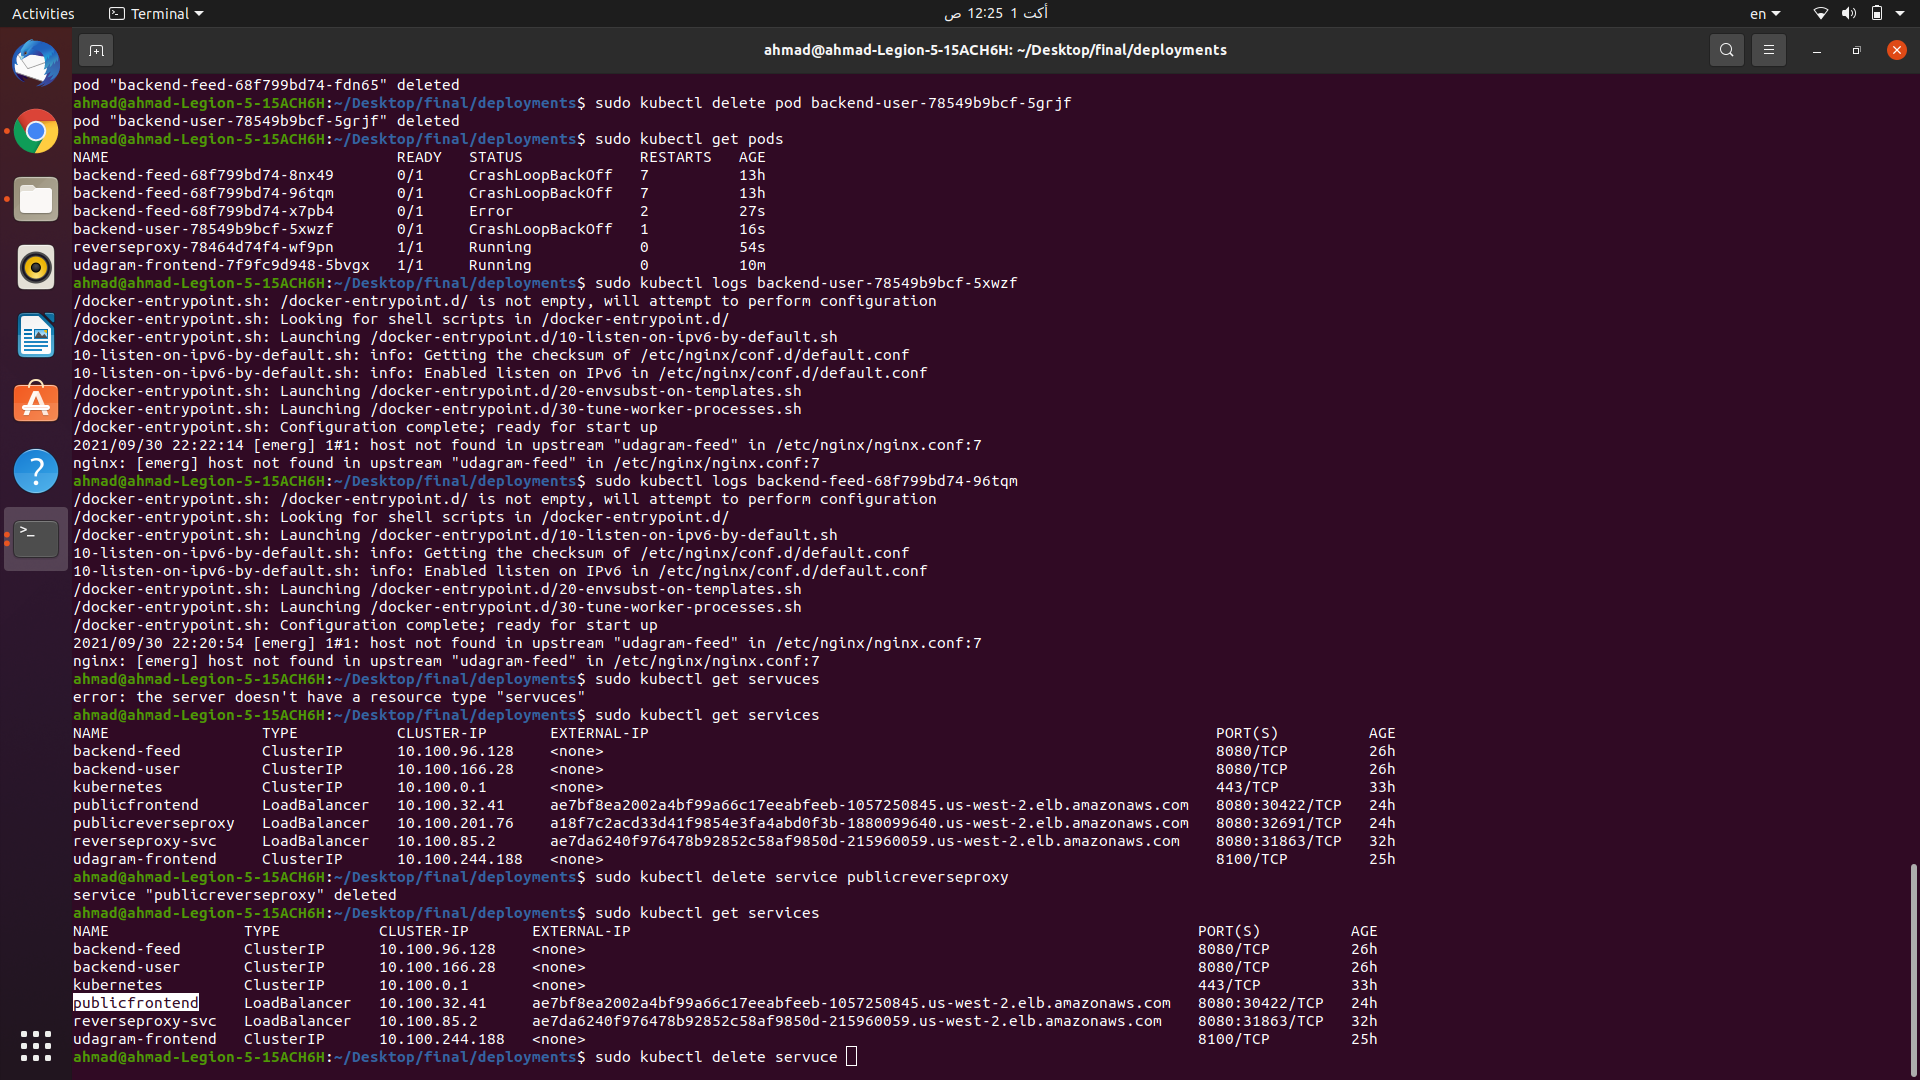 Activities
Terminal
أكت 1 12:25 ص
en
ahmad@ahmad-Legion-5-15ACH6H: ~/Desktop/final/deployments
pod "backend-feed-68f799bd74-fdn65" deleted
ahmad@ahmad-Legion-5-15ACH6H:~/Desktop/final/deployments$ sudo kubectl delete pod backend-user-78549b9bcf-5grjf
pod "backend-user-78549b9bcf-5grjf" deleted
ahmad@ahmad-Legion-5-15ACH6H:~/Desktop/final/deployments$ sudo kubectl get pods
NAME READY STATUS RESTARTS AGE
backend-feed-68f799bd74-8nx49 0/1 CrashLoopBackOff 7 13h
backend-feed-68f799bd74-96tqm 0/1 CrashLoopBackOff 7 13h
backend-feed-68f799bd74-x7pb4 0/1 Error 2 27s
backend-user-78549b9bcf-5xwzf 0/1 CrashLoopBackOff 1 16s
reverseproxy-78464d74f4-wf9pn 1/1 Running 0 54s
udagram-frontend-7f9fc9d948-5bvgx 1/1 Running 0 10m
ahmad@ahmad-Legion-5-15ACH6H:~/Desktop/final/deployments$ sudo kubectl logs backend-user-78549b9bcf-5xwzf
/docker-entrypoint.sh: /docker-entrypoint.d/ is not empty, will attempt to perform configuration
/docker-entrypoint.sh: Looking for shell scripts in /docker-entrypoint.d/
/docker-entrypoint.sh: Launching /docker-entrypoint.d/10-listen-on-ipv6-by-default.sh
10-listen-on-ipv6-by-default.sh: info: Getting the checksum of /etc/nginx/conf.d/default.conf
10-listen-on-ipv6-by-default.sh: info: Enabled listen on IPv6 in /etc/nginx/conf.d/default.conf
/docker-entrypoint.sh: Launching /docker-entrypoint.d/20-envsubst-on-templates.sh
/docker-entrypoint.sh: Launching /docker-entrypoint.d/30-tune-worker-processes.sh
/docker-entrypoint.sh: Configuration complete; ready for start up
2021/09/30 22:22:14 [emerg] 1#1: host not found in upstream "udagram-feed" in /etc/nginx/nginx.conf:7
nginx: [emerg] host not found in upstream "udagram-feed" in /etc/nginx/nginx.conf:7
ahmad@ahmad-Legion-5-15ACH6H:~/Desktop/final/deployments$ sudo kubectl logs backend-feed-68f799bd74-96tqm
/docker-entrypoint.sh: /docker-entrypoint.d/ is not empty, will attempt to perform configuration
/docker-entrypoint.sh: Looking for shell scripts in /docker-entrypoint.d/
/docker-entrypoint.sh: Launching /docker-entrypoint.d/10-listen-on-ipv6-by-default.sh
10-listen-on-ipv6-by-default.sh: info: Getting the checksum of /etc/nginx/conf.d/default.conf
10-listen-on-ipv6-by-default.sh: info: Enabled listen on IPv6 in /etc/nginx/conf.d/default.conf
/docker-entrypoint.sh: Launching /docker-entrypoint.d/20-envsubst-on-templates.sh
/docker-entrypoint.sh: Launching /docker-entrypoint.d/30-tune-worker-processes.sh
/docker-entrypoint.sh: Configuration complete; ready for start up
2021/09/30 22:20:54 [emerg] 1#1: host not found in upstream "udagram-feed" in /etc/nginx/nginx.conf:7
nginx: [emerg] host not found in upstream "udagram-feed" in /etc/nginx/nginx.conf:7
ahmad@ahmad-Legion-5-15ACH6H:~/Desktop/final/deployments$ sudo kubectl get servuces
error: the server doesn't have a resource type "servuces"
ahmad@ahmad-Legion-5-15ACH6H:~/Desktop/final/deployments$ sudo kubectl get services
NAME TYPE CLUSTER-IP EXTERNAL-IP PORT(S) AGE
backend-feed ClusterIP 10.100.96.128 <none> 8080/TCP 26h
backend-user ClusterIP 10.100.166.28 <none> 8080/TCP 26h
kubernetes ClusterIP 10.100.0.1 <none> 443/TCP 33h
publicfrontend LoadBalancer 10.100.32.41 ae7bf8ea2002a4bf99a66c17eeabfeeb-1057250845.us-west-2.elb.amazonaws.com 8080:30422/TCP 24h
publicreverseproxy LoadBalancer 10.100.201.76 a18f7c2acd33d41f9854e3fa4abd0f3b-1880099640.us-west-2.elb.amazonaws.com 8080:32691/TCP 24h
reverseproxy-svc LoadBalancer 10.100.85.2 ae7da6240f976478b92852c58af9850d-215960059.us-west-2.elb.amazonaws.com 8080:31863/TCP 32h
udagram-frontend ClusterIP 10.100.244.188 <none> 8100/TCP 25h
ahmad@ahmad-Legion-5-15ACH6H:~/Desktop/final/deployments$ sudo kubectl delete service publicreverseproxy
service "publicreverseproxy" deleted
ahmad@ahmad-Legion-5-15ACH6H:~/Desktop/final/deployments$ sudo kubectl get services
NAME TYPE CLUSTER-IP EXTERNAL-IP PORT(S) AGE
backend-feed ClusterIP 10.100.96.128 <none> 8080/TCP 26h
backend-user ClusterIP 10.100.166.28 <none> 8080/TCP 26h
kubernetes ClusterIP 10.100.0.1 <none> 443/TCP 33h
publicfrontend LoadBalancer 10.100.32.41 ae7bf8ea2002a4bf99a66c17eeabfeeb-1057250845.us-west-2.elb.amazonaws.com 8080:30422/TCP 24h
reverseproxy-svc LoadBalancer 10.100.85.2 ae7da6240f976478b92852c58af9850d-215960059.us-west-2.elb.amazonaws.com 8080:31863/TCP 32h
udagram-frontend ClusterIP 10.100.244.188 <none> 8100/TCP 25h
ahmad@ahmad-Legion-5-15ACH6H:~/Desktop/final/deployments$ sudo kubectl delete servuce